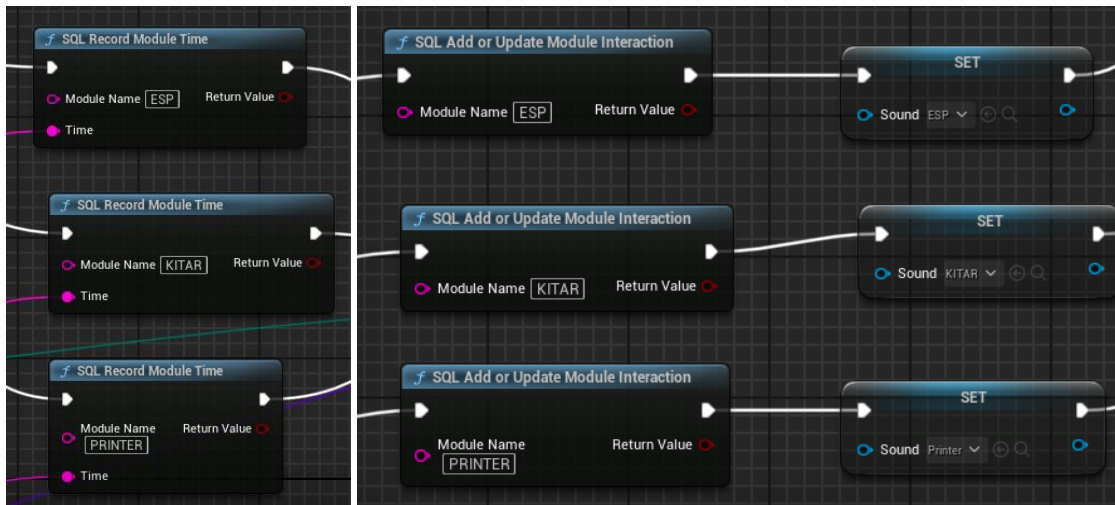 f SQL Record Module Time
Module Name ESP Return Value
Time
f SQL Record Module Time
Module Name KITAR Return Value
Time
f SQL Record Module Time
Module Name Return Value
PRINTER
Time
f SQL Add or Update Module Interaction
Module Name ESP Return Value
SET
Sound ESP
f SQL Add or Update Module Interaction
Module Name KITAR Return Value
SET
Sound KITAR
f SQL Add or Update Module Interaction
Module Name Return Value
PRINTER
SET
Sound Printer